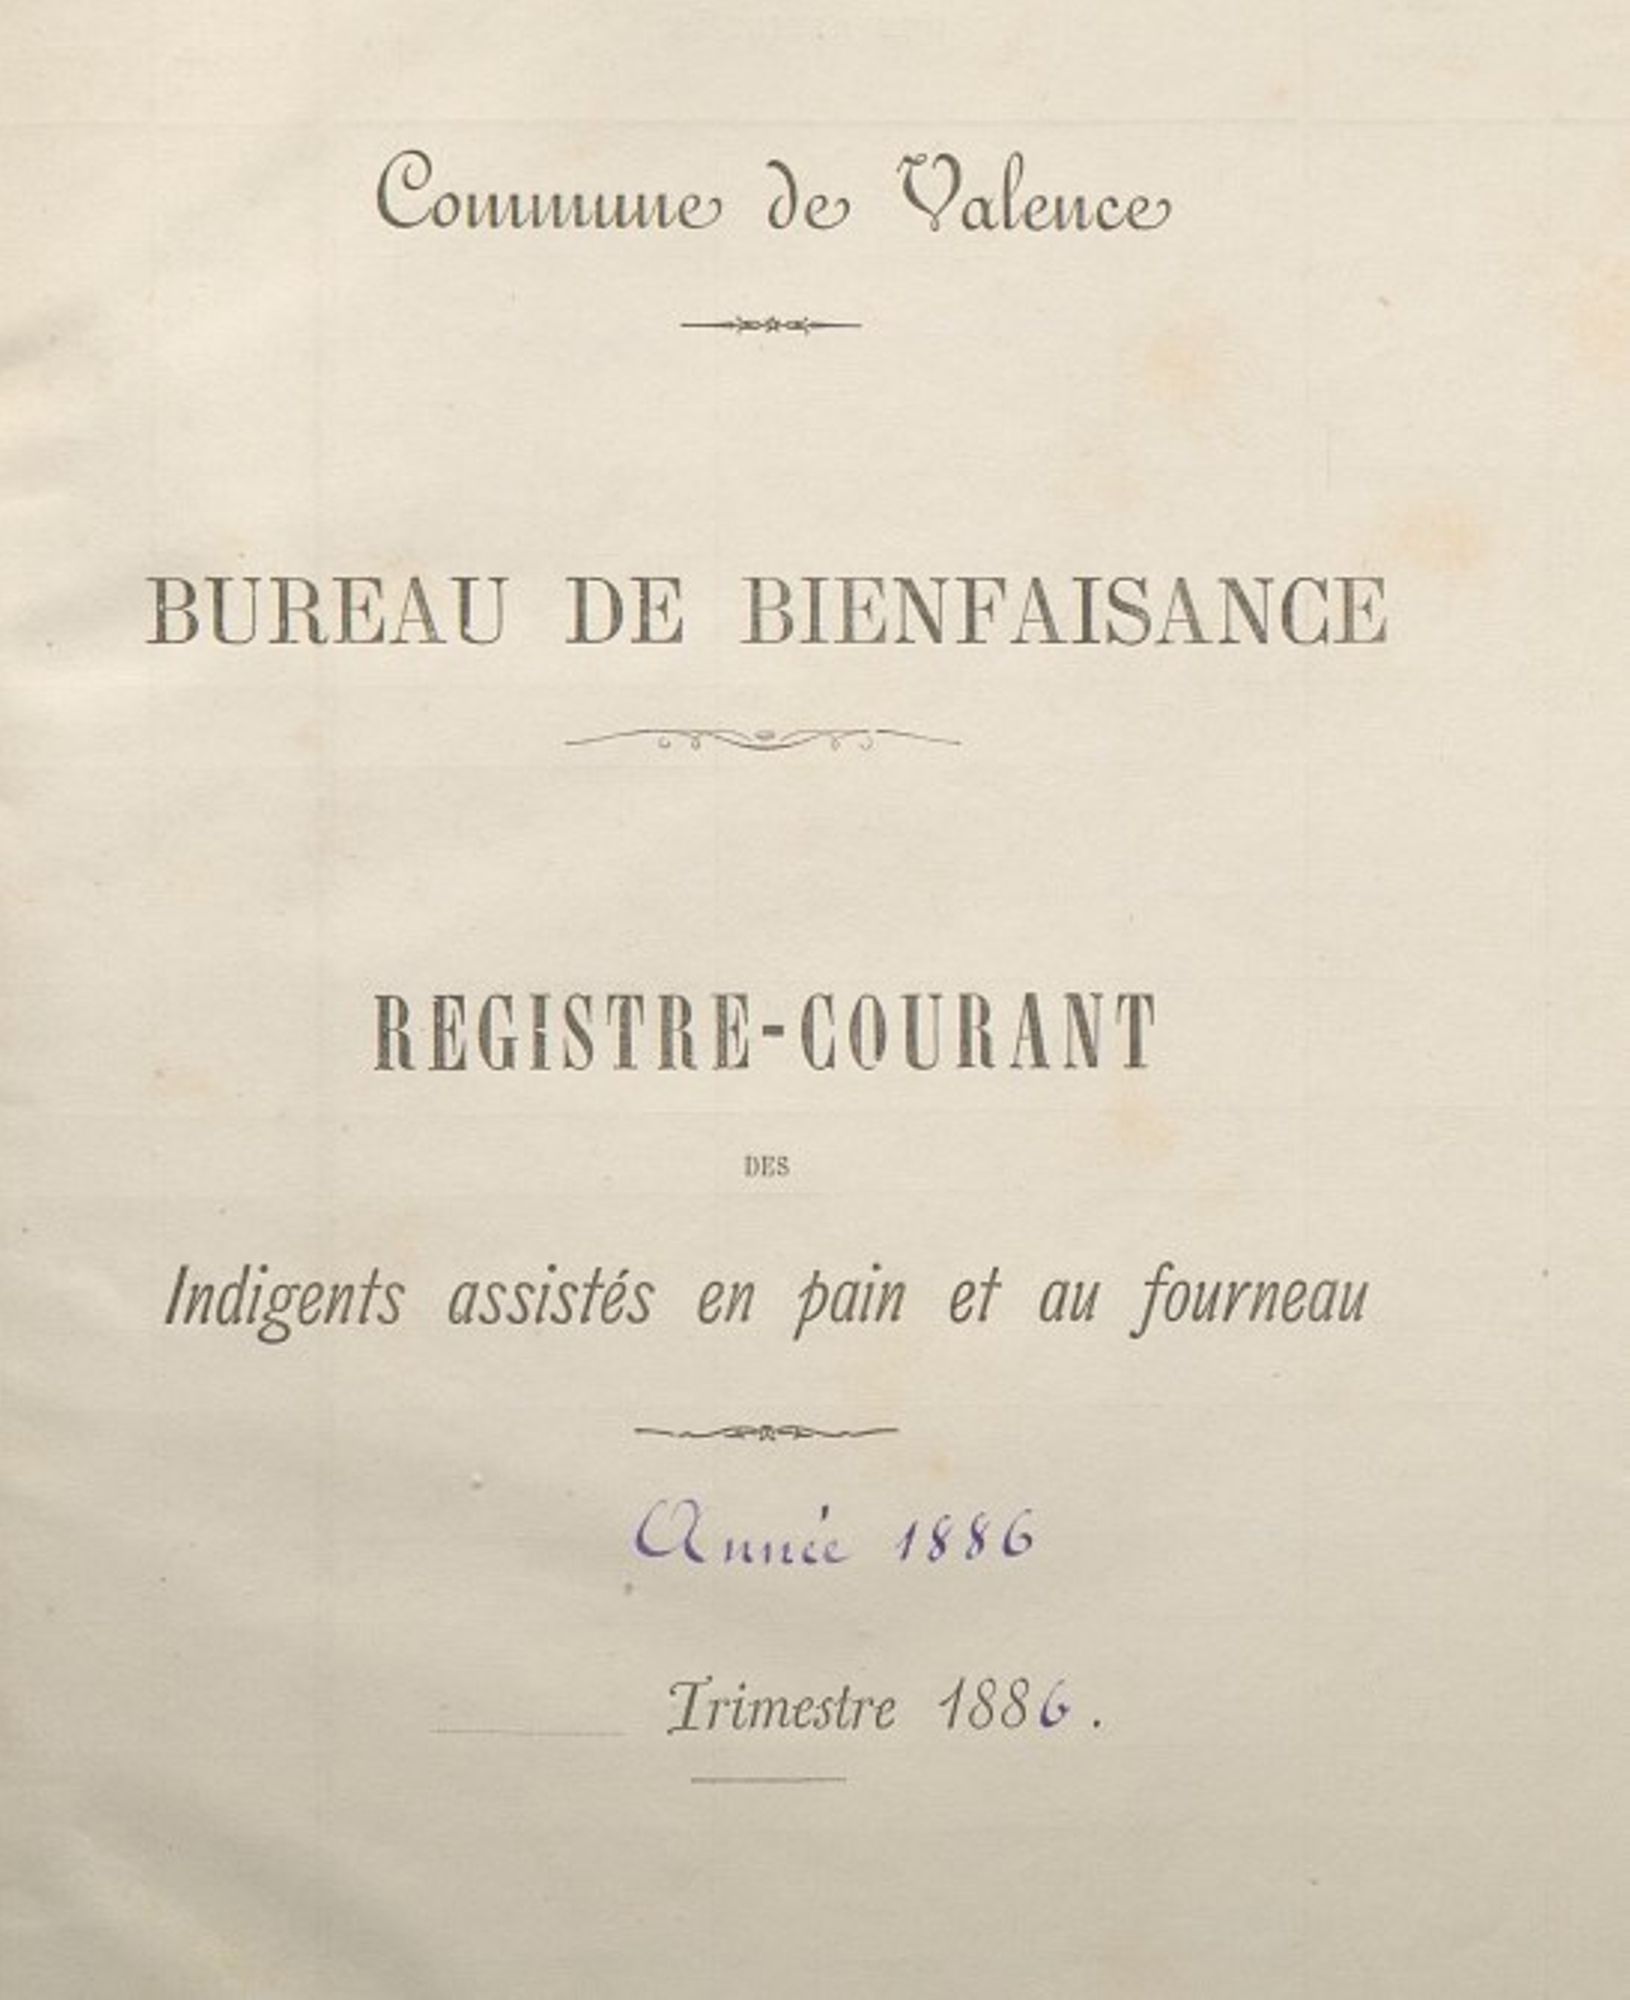 Commune de Valence
BUREAU DE BIENFAISANCE
REGISTRE-COURANT
DES
Indigents assistés en pain et au fourneau
Année 1886
Trimestre 1886.